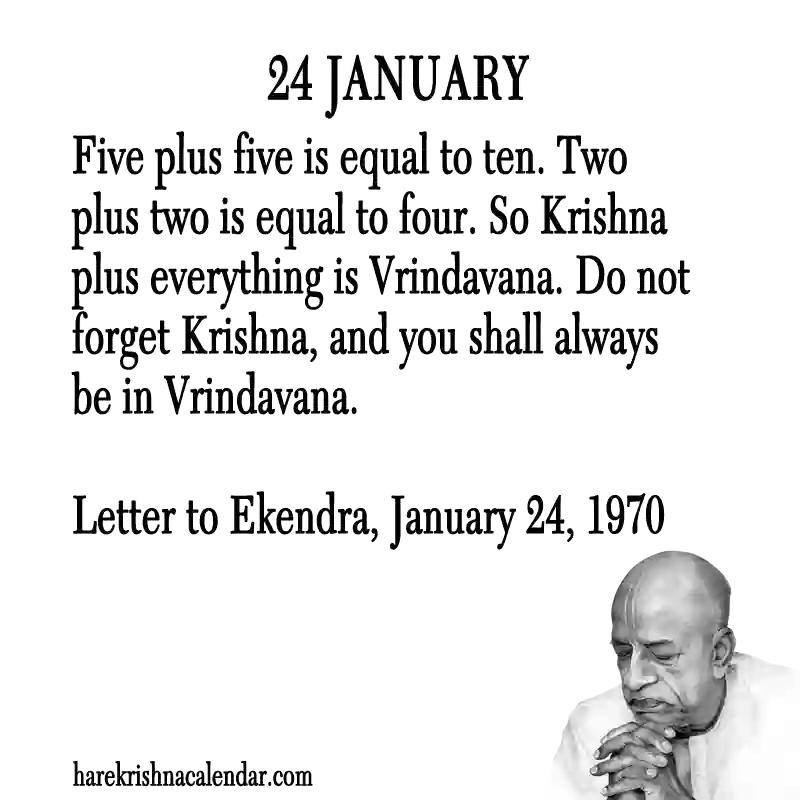 24 JANUARY
Five plus five is equal to ten. Two
plus two is equal to four. So Krishna
plus everything is Vrindavana. Do not
forget Krishna, and you shall always
be in Vrindavana.
Letter to Ekendra, January 24, 1970
harekrishnacalendar.com